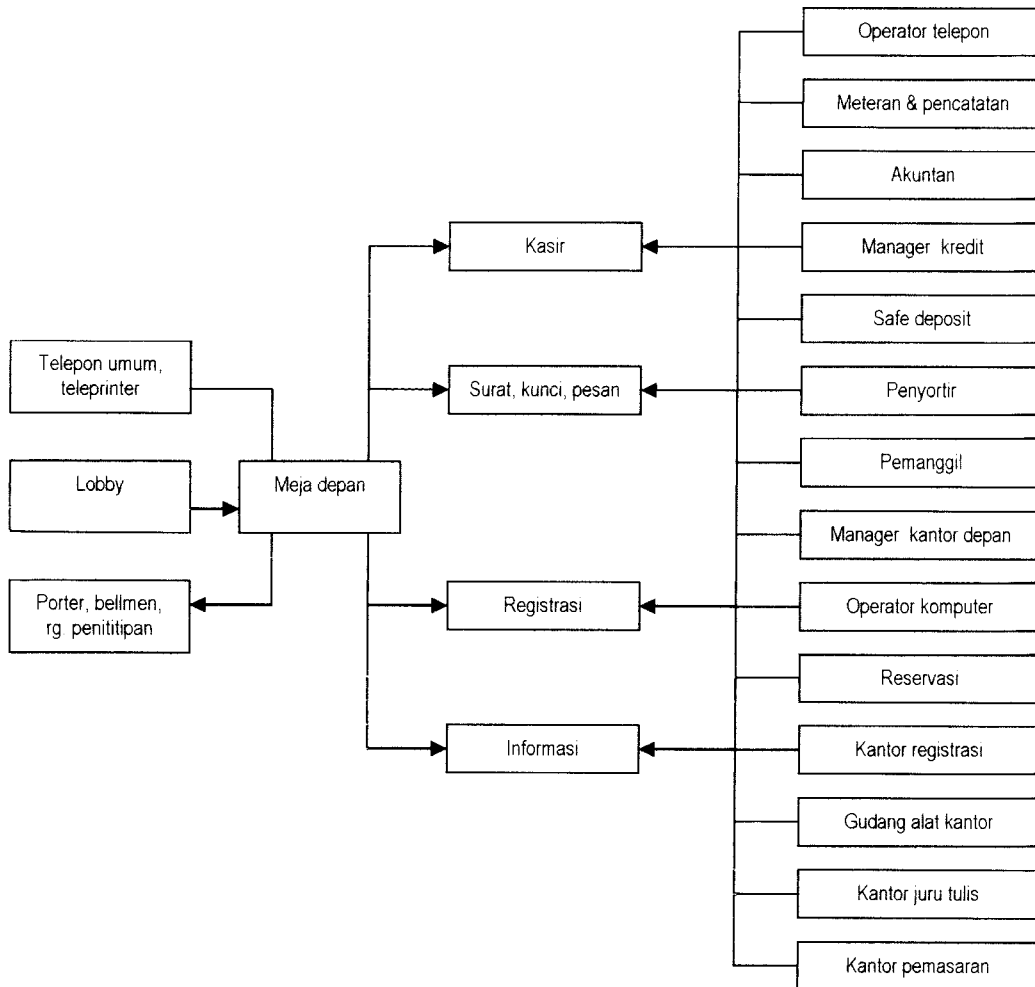 Telepon umum,
teleprinter
Lobby
Porter, bellmen,
rg. penititipan
Meja depan
Kasir
Surat, kunci, pesan
Registrasi
Informasi
Operator telepon
Meteran & pencatatan
Akuntan
Manager kredit
Safe deposit
Penyortir
Pemanggil
Manager kantor depan
Operator komputer
Reservasi
Kantor registrasi
Gudang alat kantor
Kantor juru tulis
Kantor pemasaran